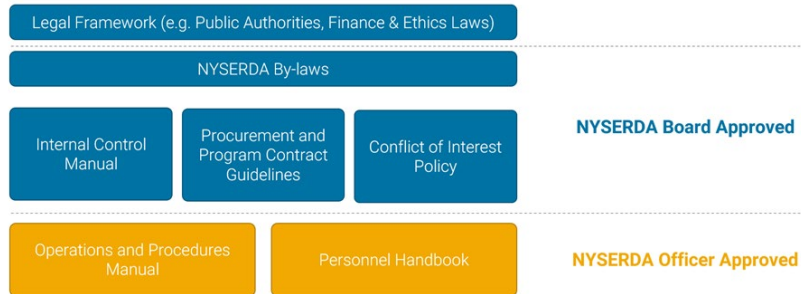 Legal Framework (e.g. Public Authorities, Finance & Ethics Laws)
NYSERDA By-laws
Internal Control
Manual
Procurement and
Program Contract
Guidelines
Conflict of Interest
Policy
NYSERDA Board Approved
Operations and Procedures
Manual
Personnel Handbook
NYSERDA Officer Approved